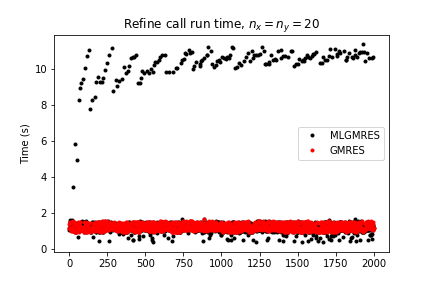 Refine call run time, $n_x = n_y = 20$
10
8
6
4
2
0
Time (s)
MLGMRES
GMRES
0 250 500 750 1000 1250 1500 1750 2000